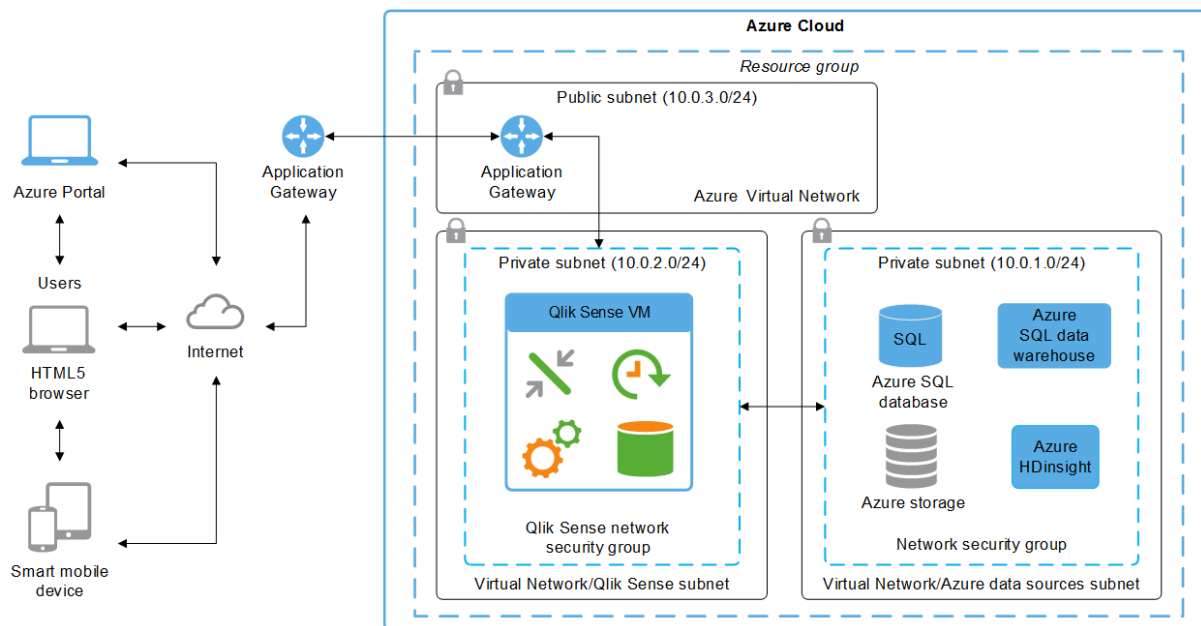 Azure Cloud
Resource group
Public subnet (10.0.3.0/24)
Application
Gateway
Azure Virtual Network
Azure Portal
Application
Gateway
Users
HTML5
browser
Internet
Smart mobile
device
Private subnet (10.0.2.0/24)
Qlik Sense VM
Qlik Sense network
security group
Virtual Network/Qlik Sense subnet
Private subnet (10.0.1.0/24)
SQL
Azure SQL
database
Azure
SQL data
warehouse
Azure storage
Azure
HDinsight
Network security group
Virtual Network/Azure data sources subnet